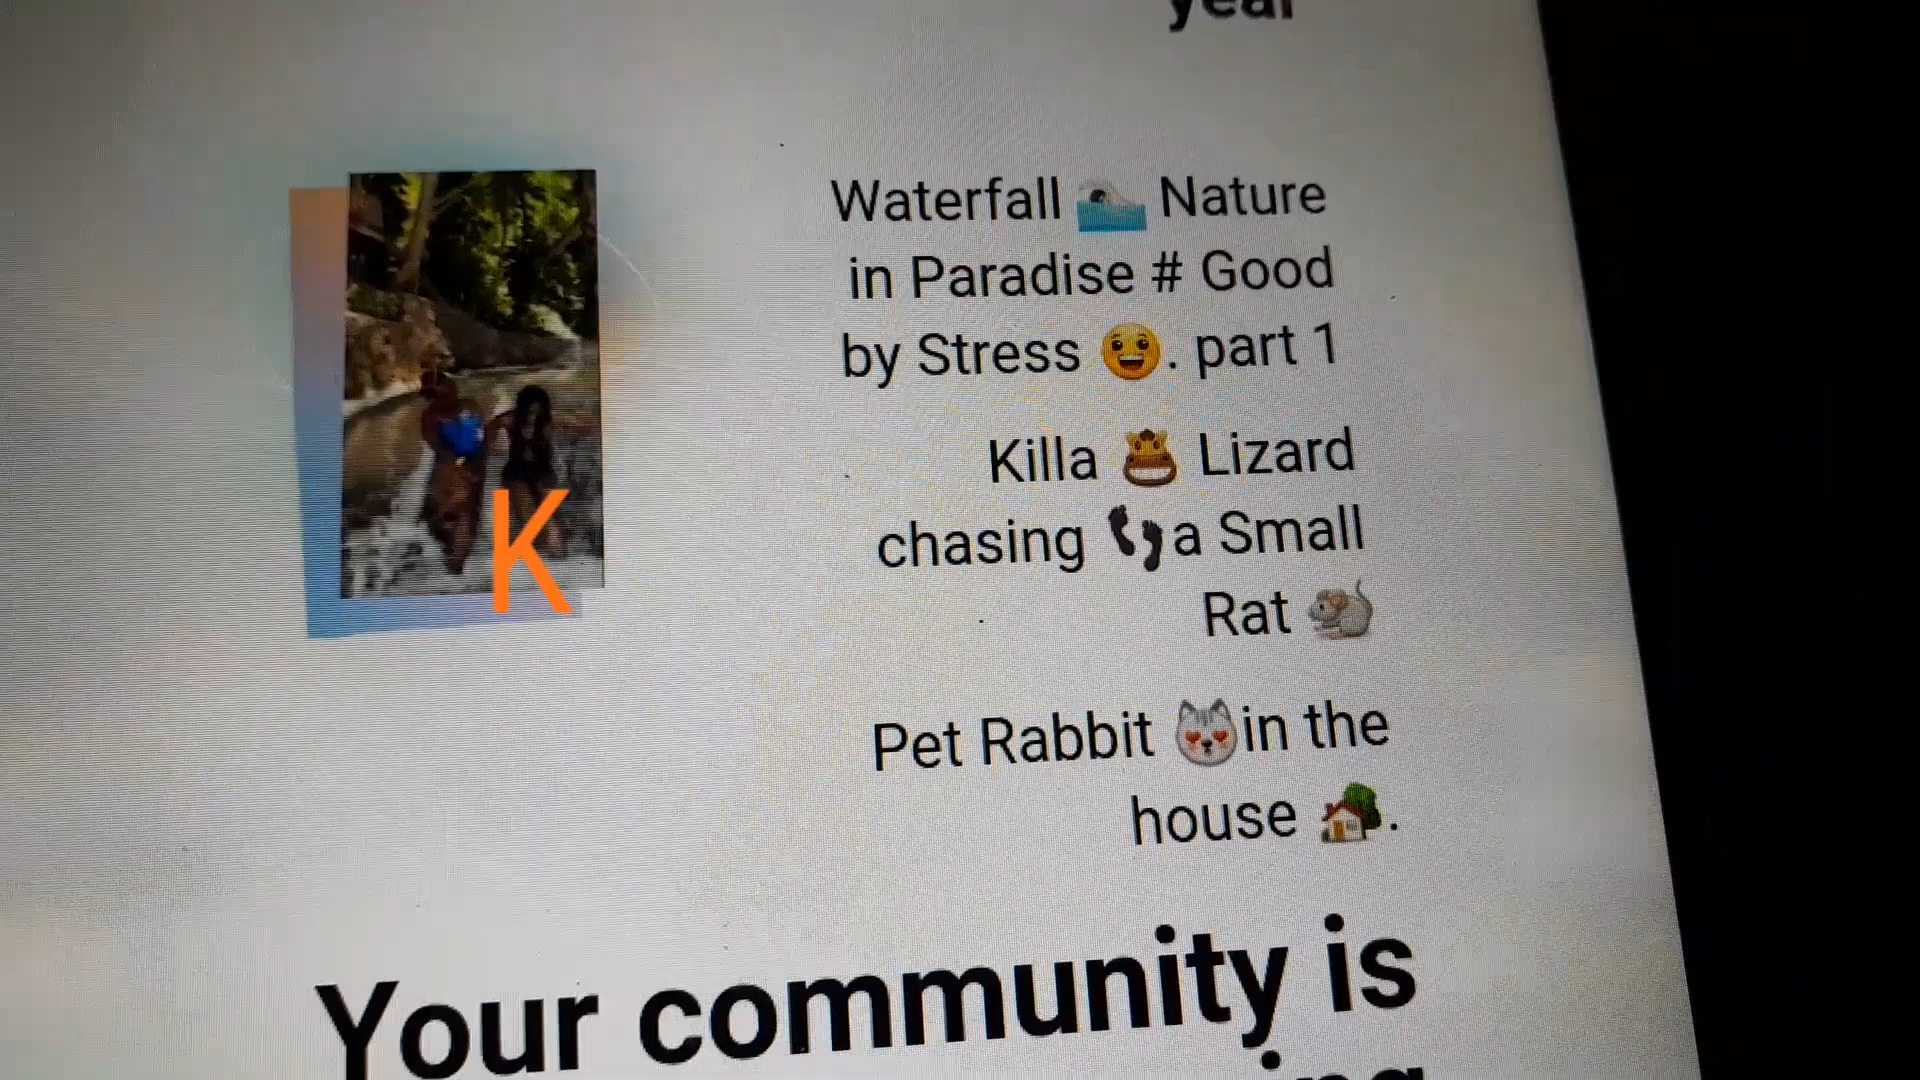 year
Waterfall 🌊 Nature
in Paradise # Good
by Stress 😀. part 1
Killa 🐯 Lizard
chasing 👣a Small
Rat 🐁
Pet Rabbit 😻in the
house 🏡.
K
Your community is